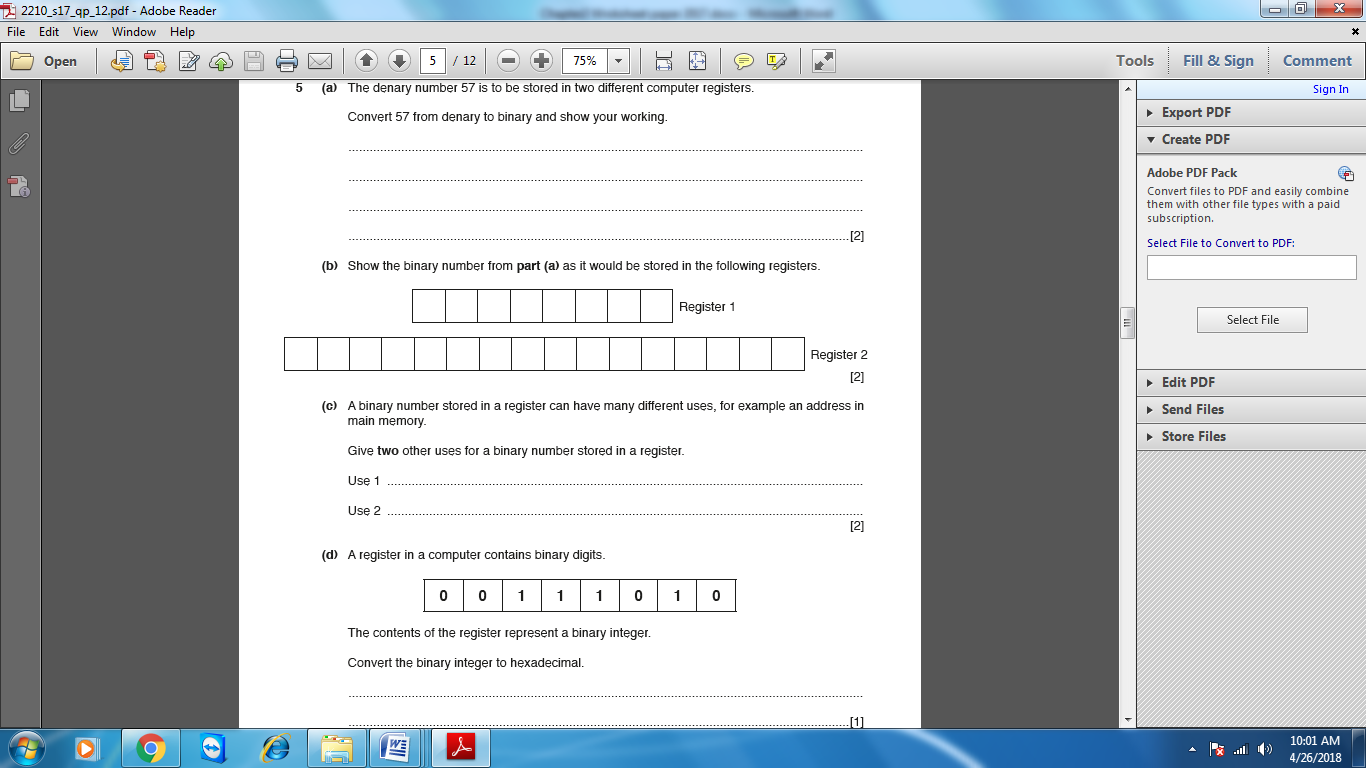 2210_s17_qp_12.pdf - Adobe Reader
File Edit View Window Help
Open 5 / 12 75% Tools Fill & Sign Comment
Sign In
Export PDF
Create PDF
Adobe PDF Pack
Convert files to PDF and easily combine
them with other file types with a paid
subscription.
Select File to Convert to PDF:
Select File
Edit PDF
Send Files
Store Files
5 (a) The denary number 57 is to be stored in two different computer registers.
Convert 57 from denary to binary and show your working.
[2]
(b) Show the binary number from part (a) as it would be stored in the following registers.
Register 1
Register 2
[2]
(c) A binary number stored in a register can have many different uses, for example an address in
main memory.
Give two other uses for a binary number stored in a register.
Use 1
Use 2
[2]
(d) A register in a computer contains binary digits.
0 0 1 1 1 0 1 0
The contents of the register represent a binary integer.
Convert the binary integer to hexadecimal.
[1]
10:01 AM
4/26/2018